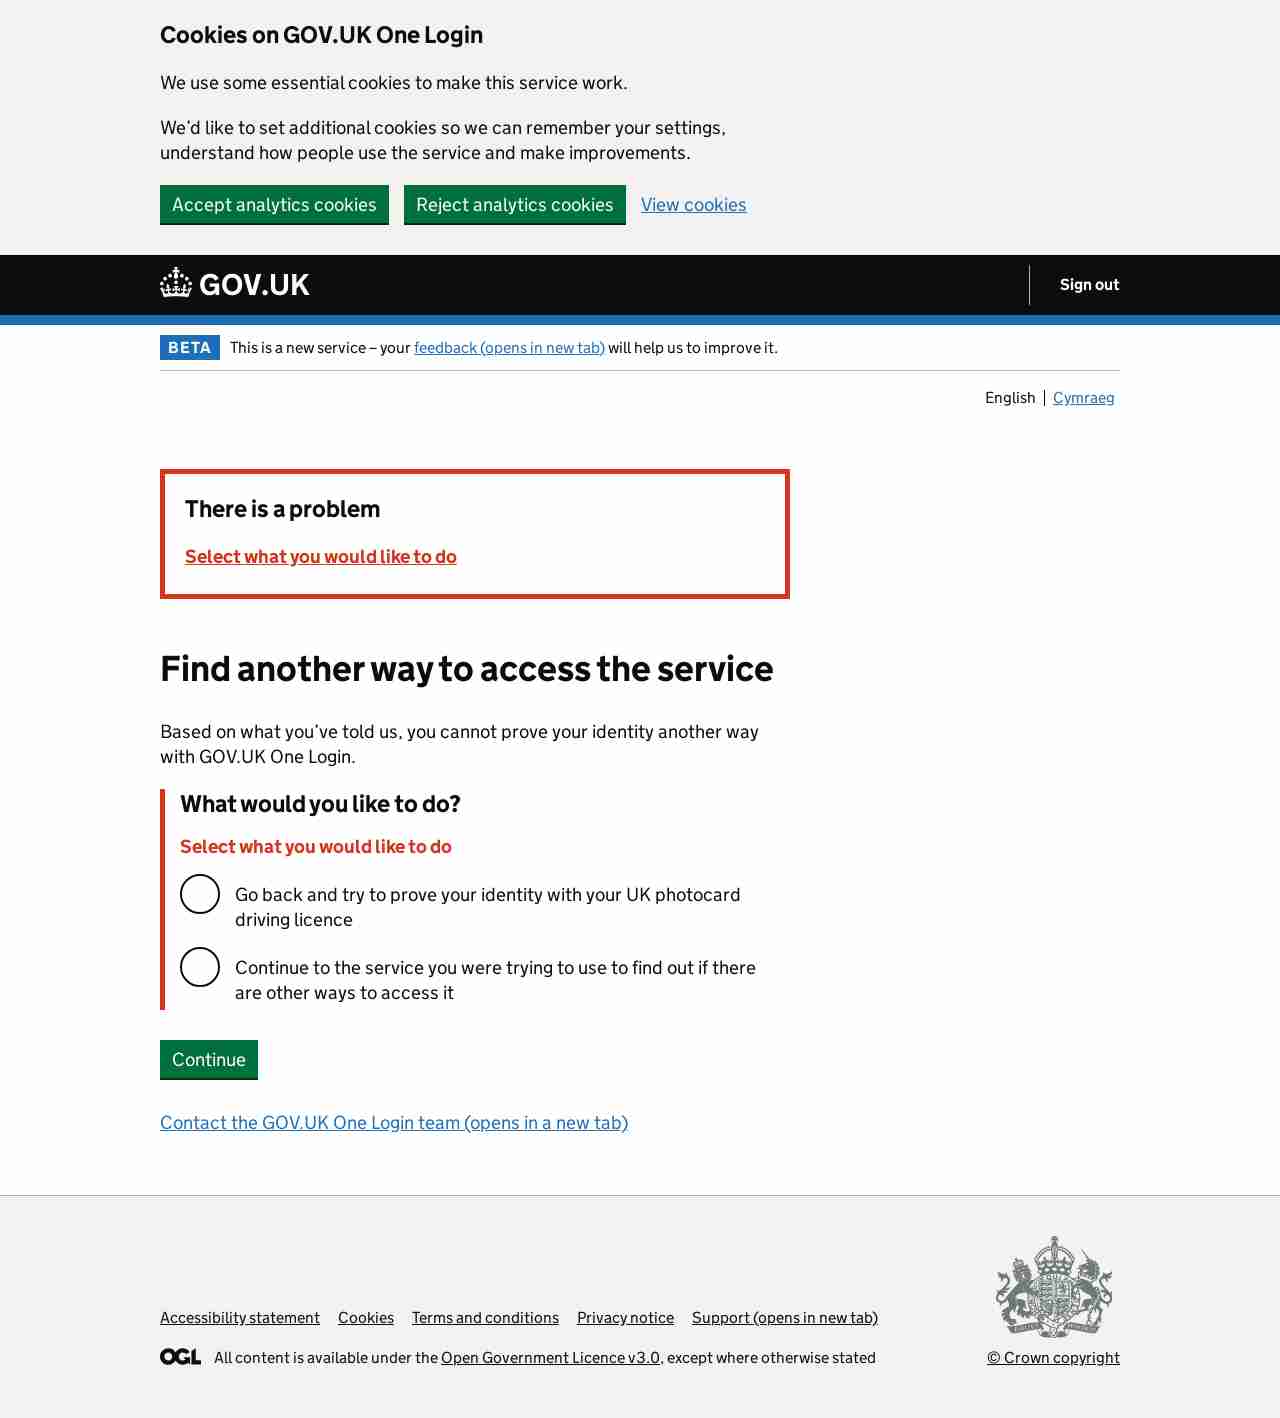 Cookies on GOV.UK One Login
We use some essential cookies to make this service work.
We’d like to set additional cookies so we can remember your settings,
understand how people use the service and make improvements.
Accept analytics cookies
Reject analytics cookies
View cookies
GOV.UK
Sign out
BETA
This is a new service – your feedback (opens in new tab) will help us to improve it.
English
Cymraeg
There is a problem
Select what you would like to do
Find another way to access the service
Based on what you’ve told us, you cannot prove your identity another way
with GOV.UK One Login.
What would you like to do?
Select what you would like to do
Go back and try to prove your identity with your UK photocard
driving licence
Continue to the service you were trying to use to find out if there
are other ways to access it
Continue
Contact the GOV.UK One Login team (opens in a new tab)
Accessibility statement
Cookies
Terms and conditions
Privacy notice
Support (opens in new tab)
OGL
All content is available under the Open Government Licence v3.0, except where otherwise stated
© Crown copyright